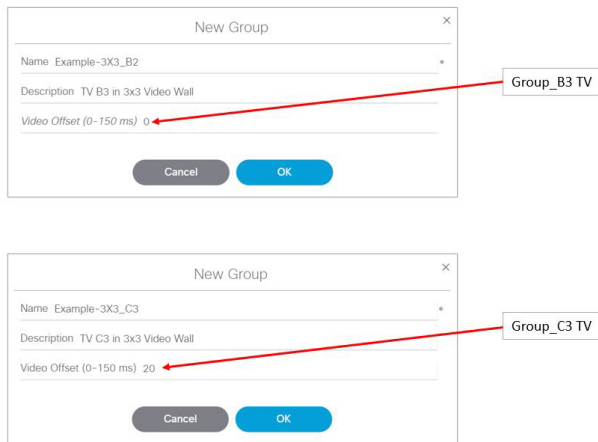 New Group
×
Name Example-3X3_B2
*
Description TV B3 in 3x3 Video Wall
Video Offset (0-150 ms) 0
Cancel OK
Group_B3 TV
New Group
×
Name Example-3X3_C3
*
Description TV C3 in 3x3 Video Wall
Video Offset (0-150 ms) 20
Cancel OK
Group_C3 TV